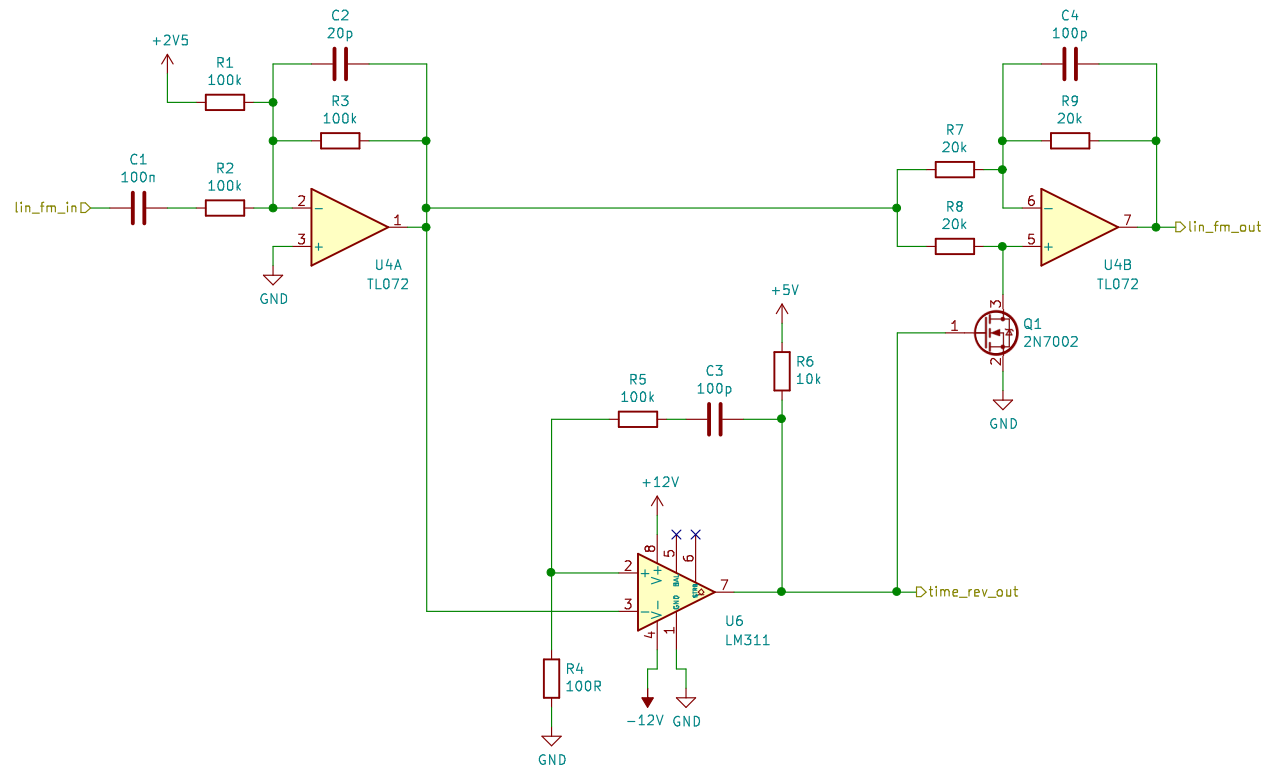 C2
20p
+2V5
R1
100k
R3
100k
C1
100n
R2
100k
lin_fm_in
2
-
3
+
1
U4A
TL072
GND
C4
100p
R9
20k
R7
20k
R8
20k
6
-
5
+
7
lin_fm_out
U4B
TL072
3
1
2
Q1
2N7002
GND
+5V
R6
10k
R5
100k
C3
100p
+12V
8
5
6
2
+
V+
BAL
STRB
3
-
V-
GND
7
4
1
U6
LM311
time_rev_out
R4
100R
-12V
GND
GND